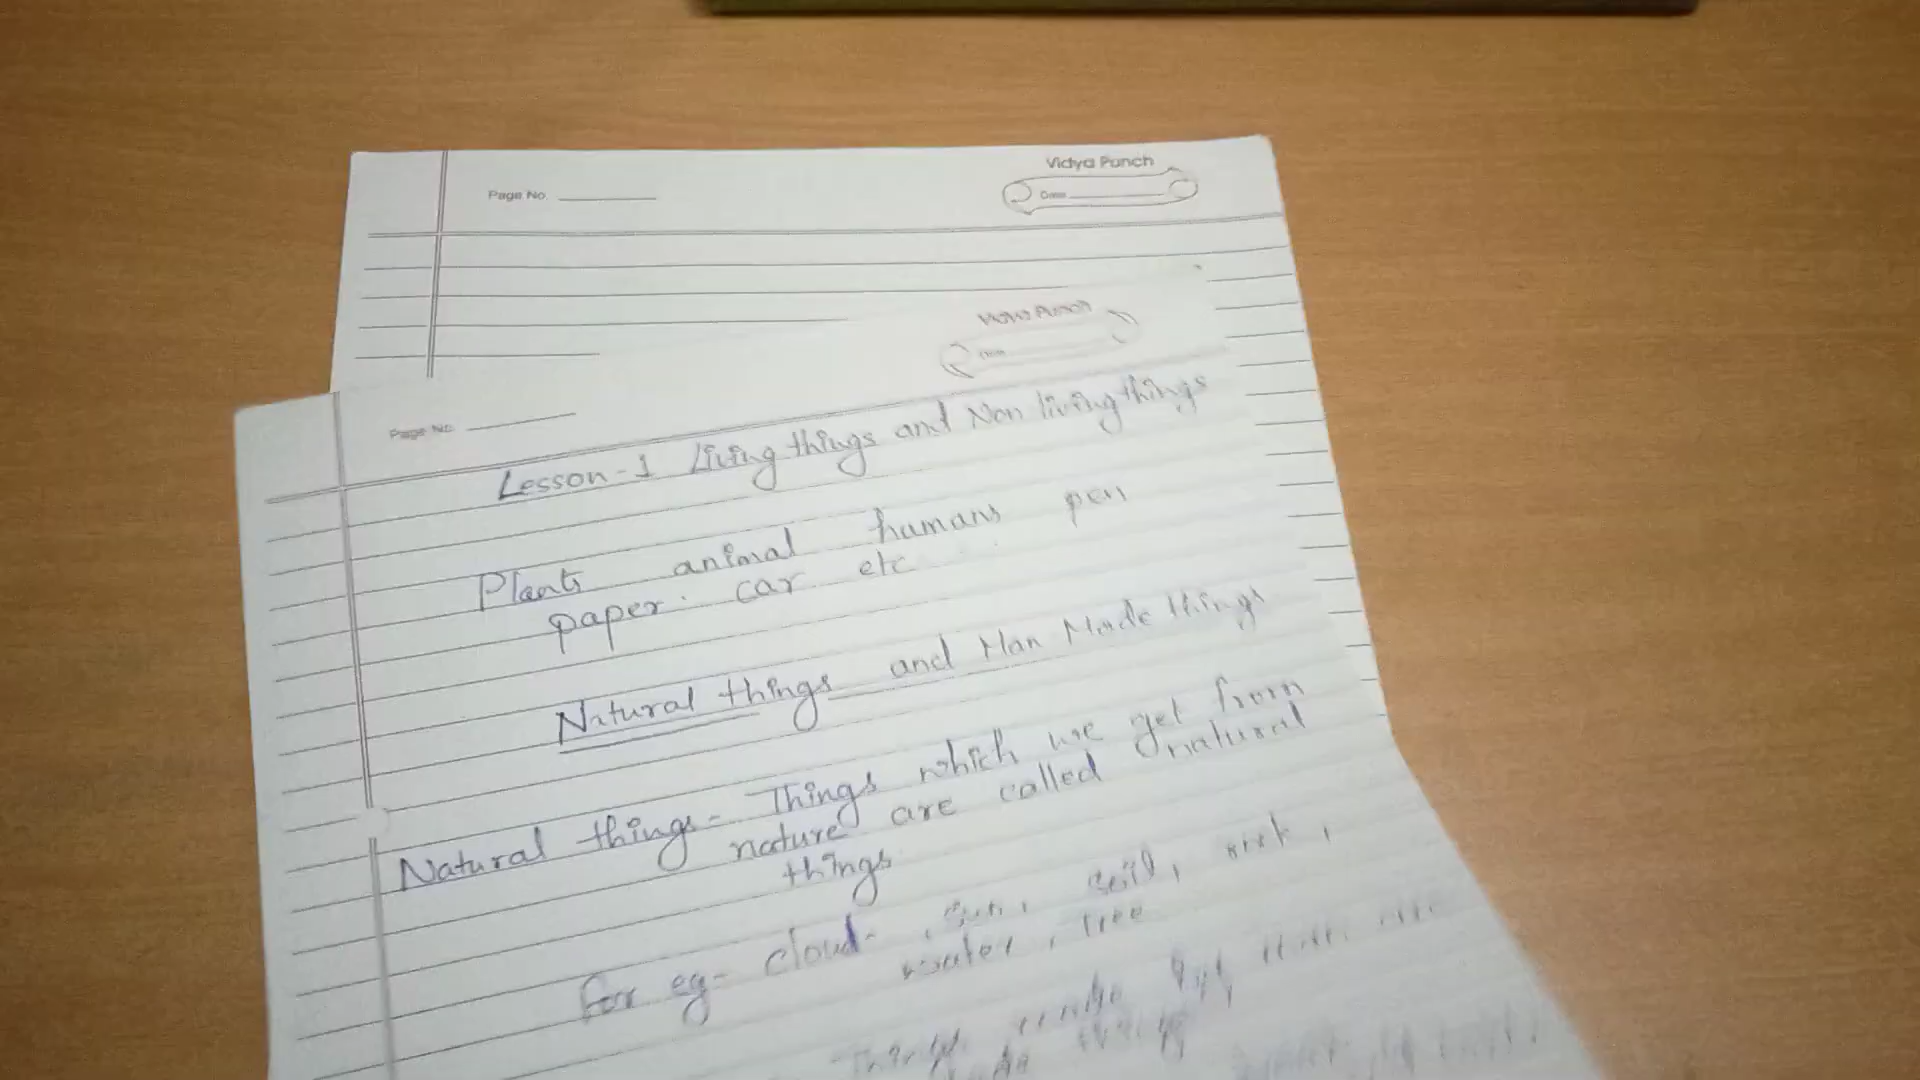 Vidya Punch
Page No.
Date
Vidya Punch
Date
Page No.
Lesson-1 Living things and Non living things
Plants animal humans pen
paper. car etc
Natural things and Man Made things
Natural things- Things which we get from
nature are called natural
things
for eg- cloud- , sun, soil,
water, tree